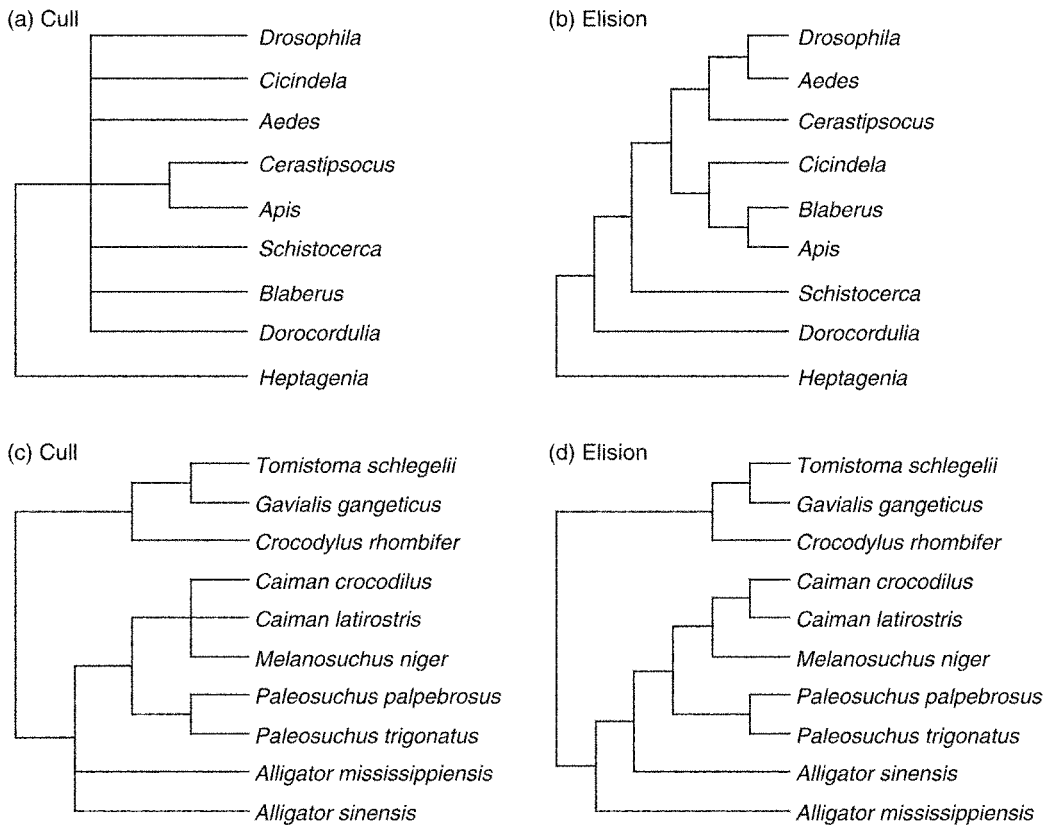 (a) Cull
Drosophila
Cicindela
Aedes
Cerastipsocus
Apis
Schistocerca
Blaberus
Dorocordulia
Heptagenia
(b) Elision
Drosophila
Aedes
Cerastipsocus
Cicindela
Blaberus
Apis
Schistocerca
Dorocordulia
Heptagenia
(c) Cull
Tomistoma schlegelii
Gavialis gangeticus
Crocodylus rhombifer
Caiman crocodilus
Caiman latirostris
Melanosuchus niger
Paleosuchus palpebrosus
Paleosuchus trigonatus
Alligator mississippiensis
Alligator sinensis
(d) Elision
Tomistoma schlegelii
Gavialis gangeticus
Crocodylus rhombifer
Caiman crocodilus
Caiman latirostris
Melanosuchus niger
Paleosuchus palpebrosus
Paleosuchus trigonatus
Alligator sinensis
Alligator mississippiensis